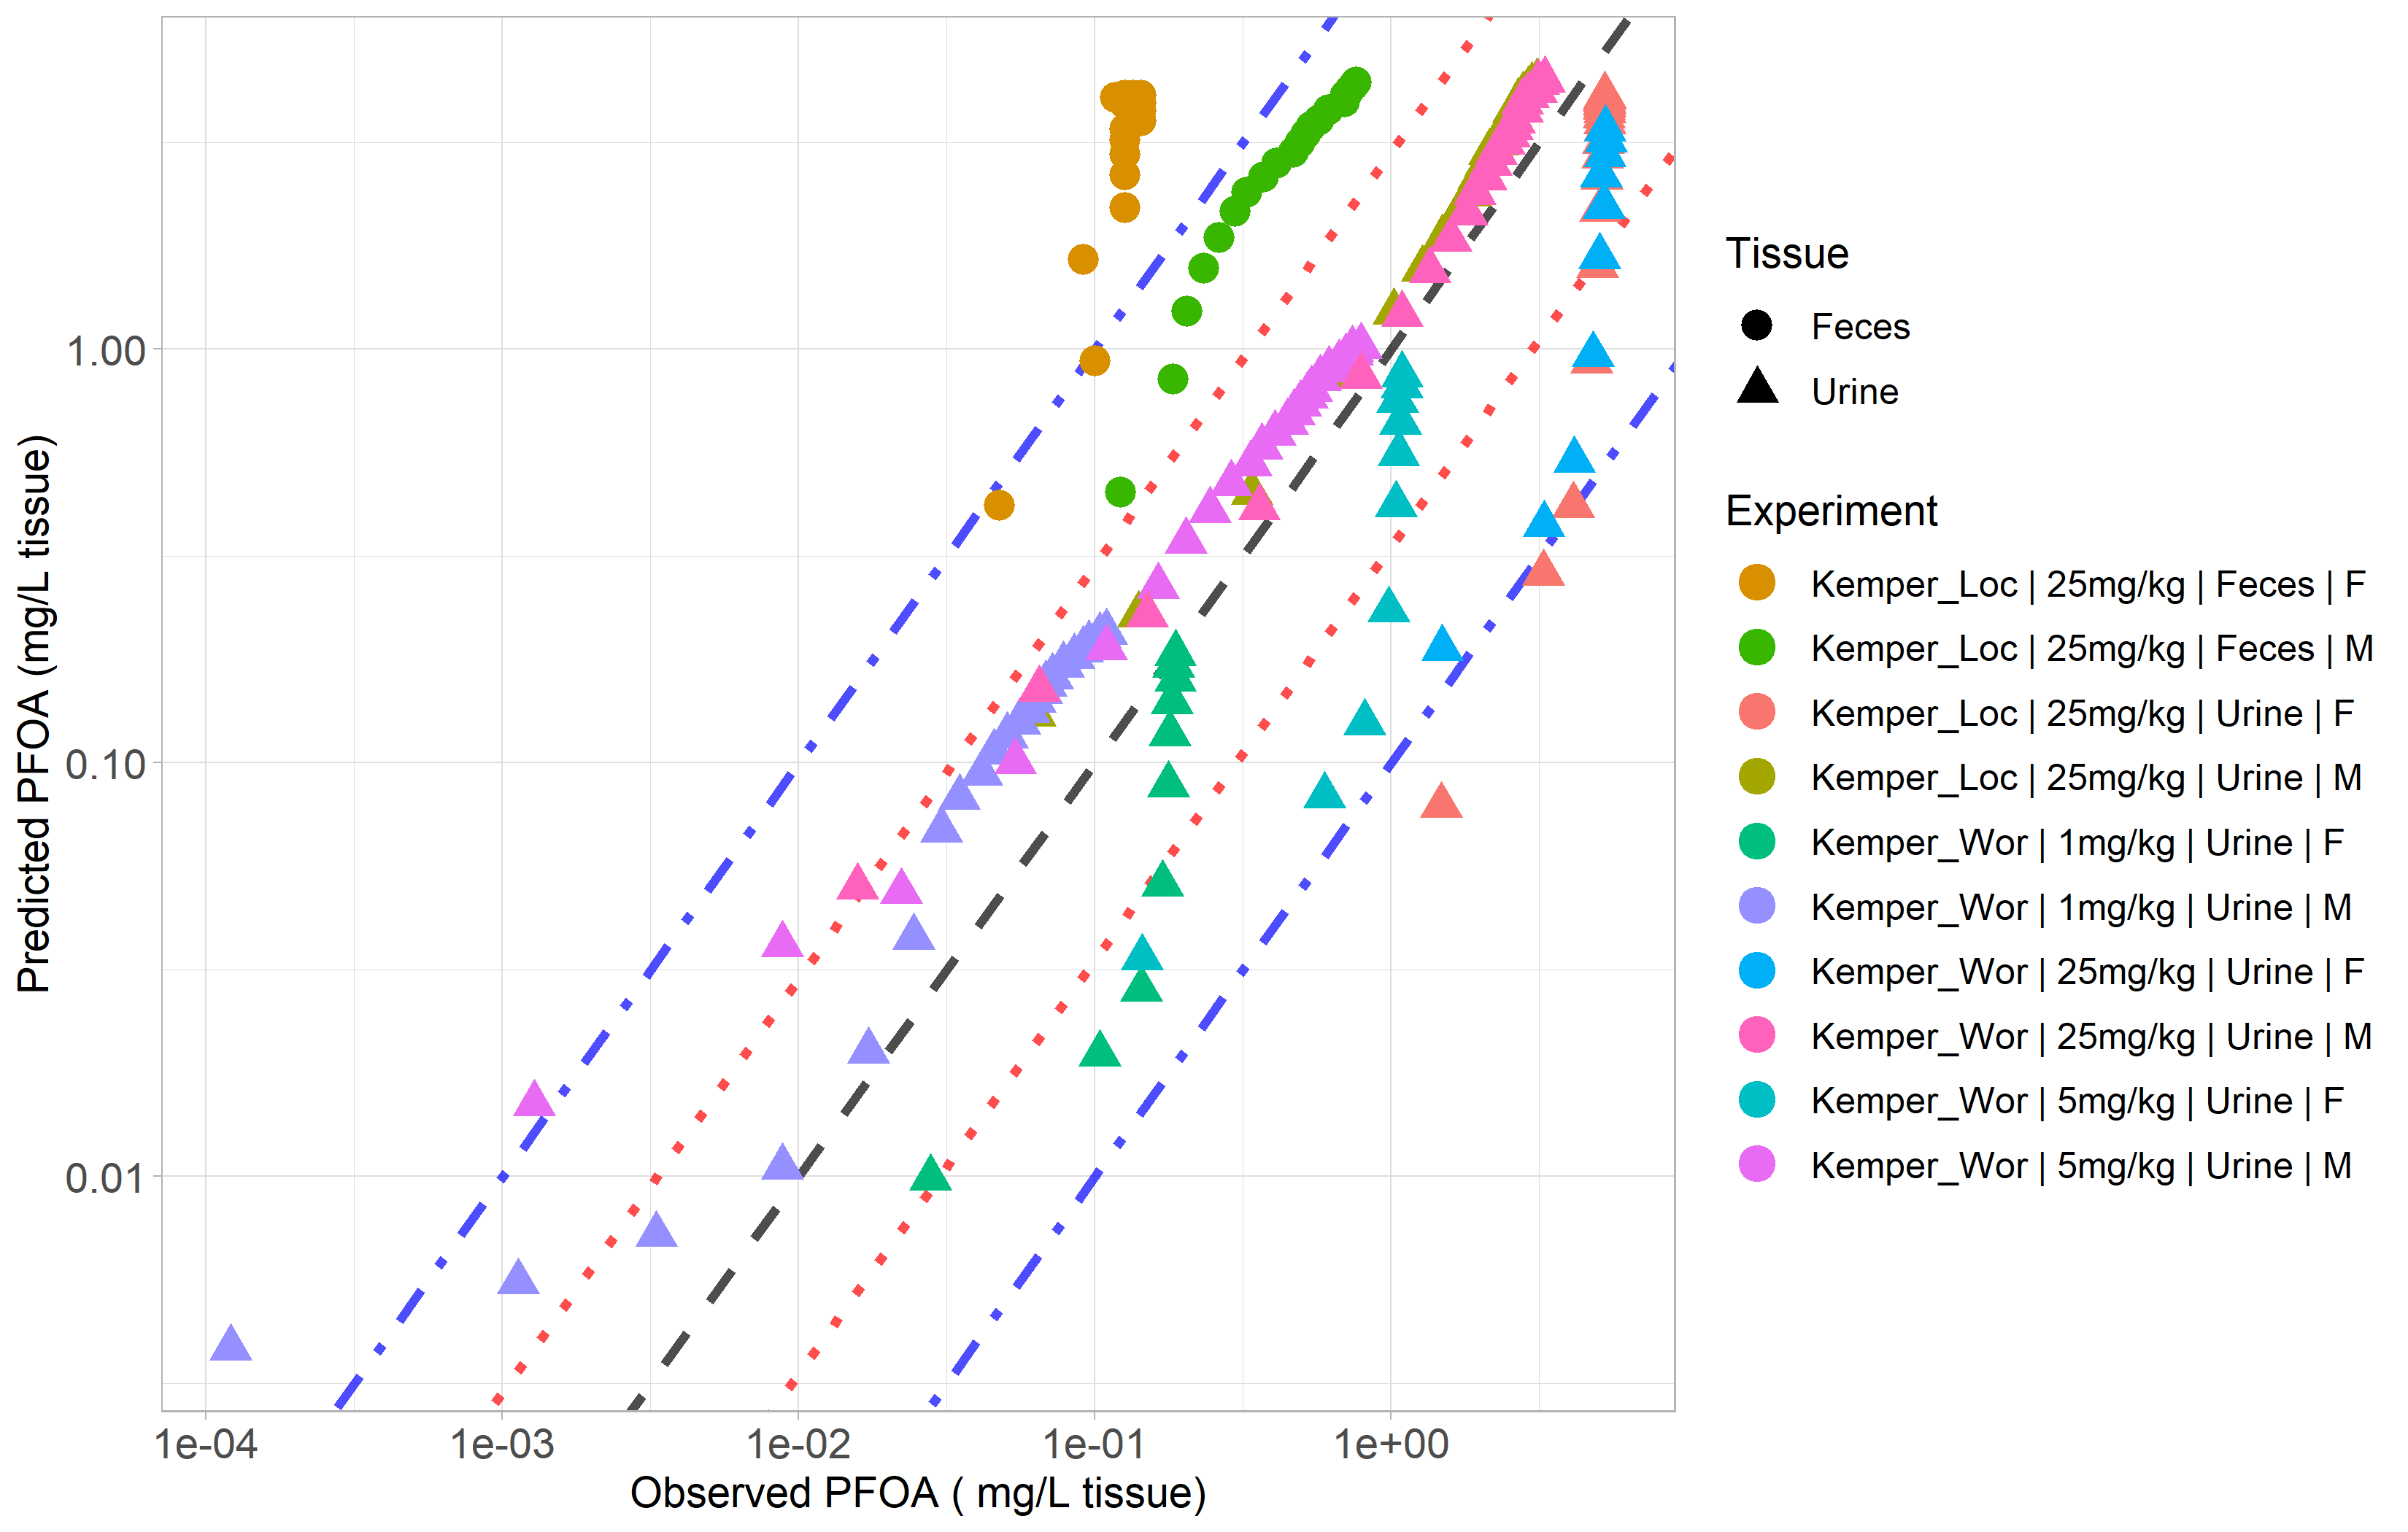 Predicted PFOA (mg/L tissue)
1.00
0.10
0.01
1e-04
1e-03
1e-02
1e-01
1e+00
Observed PFOA ( mg/L tissue)
Tissue
Feces
Urine
Experiment
Kemper_Loc | 25mg/kg | Feces | F
Kemper_Loc | 25mg/kg | Feces | M
Kemper_Loc | 25mg/kg | Urine | F
Kemper_Loc | 25mg/kg | Urine | M
Kemper_Wor | 1mg/kg | Urine | F
Kemper_Wor | 1mg/kg | Urine | M
Kemper_Wor | 25mg/kg | Urine | F
Kemper_Wor | 25mg/kg | Urine | M
Kemper_Wor | 5mg/kg | Urine | F
Kemper_Wor | 5mg/kg | Urine | M